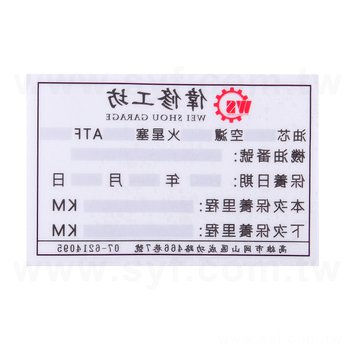 WS 偉修工坊
WEI SHOU GARAGE
油芯 空濾 火星塞 ATF
機油番號:
保養日期: 年 月 日
本次保養里程: KM
下次保養里程: KM
高雄市岡山區成功路466巷7號 07-6214095